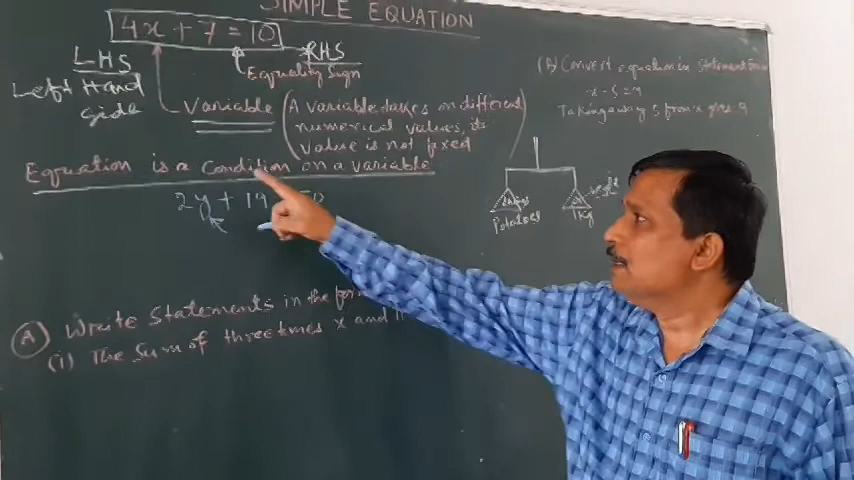 SIMPLE EQUATION
4x + 7 = 10
LHS
RHS
Left Hand
side
Equality Sign
Variable
(A variable takes on different
numerical values, its
value is not fixed)
Equation is a Condition on a variable
2y + 19
(A) Write Statements in the form
(i) The Sum of three times x and 11
(B) Convert equation in statement form
x - 5 = 9
Taking away 5 from x gives 9
Potatoes
1kg